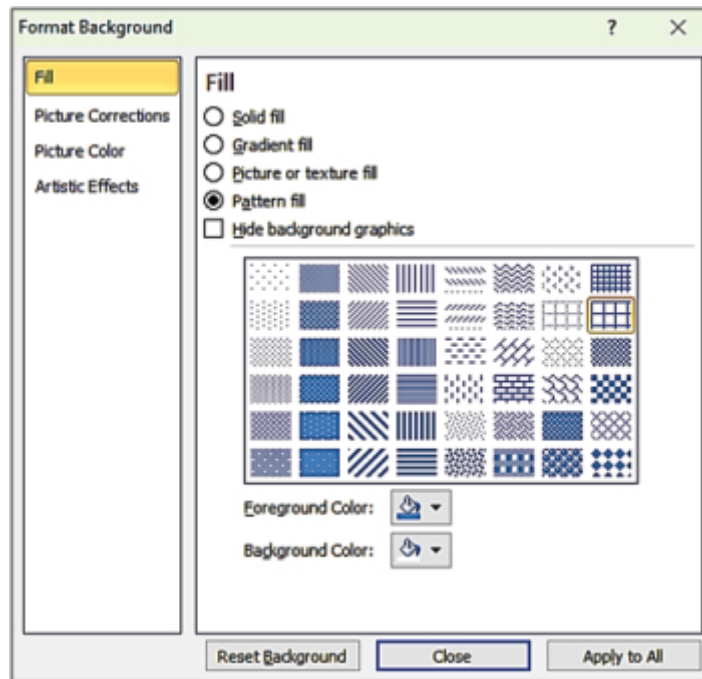 Format Background
?
Fill
Picture Corrections
Picture Color
Artistic Effects
Fill
Solid fill
Gradient fill
Picture or texture fill
Pattern fill
Hide background graphics
Foreground Color:
Background Color:
Reset Background
Close
Apply to All